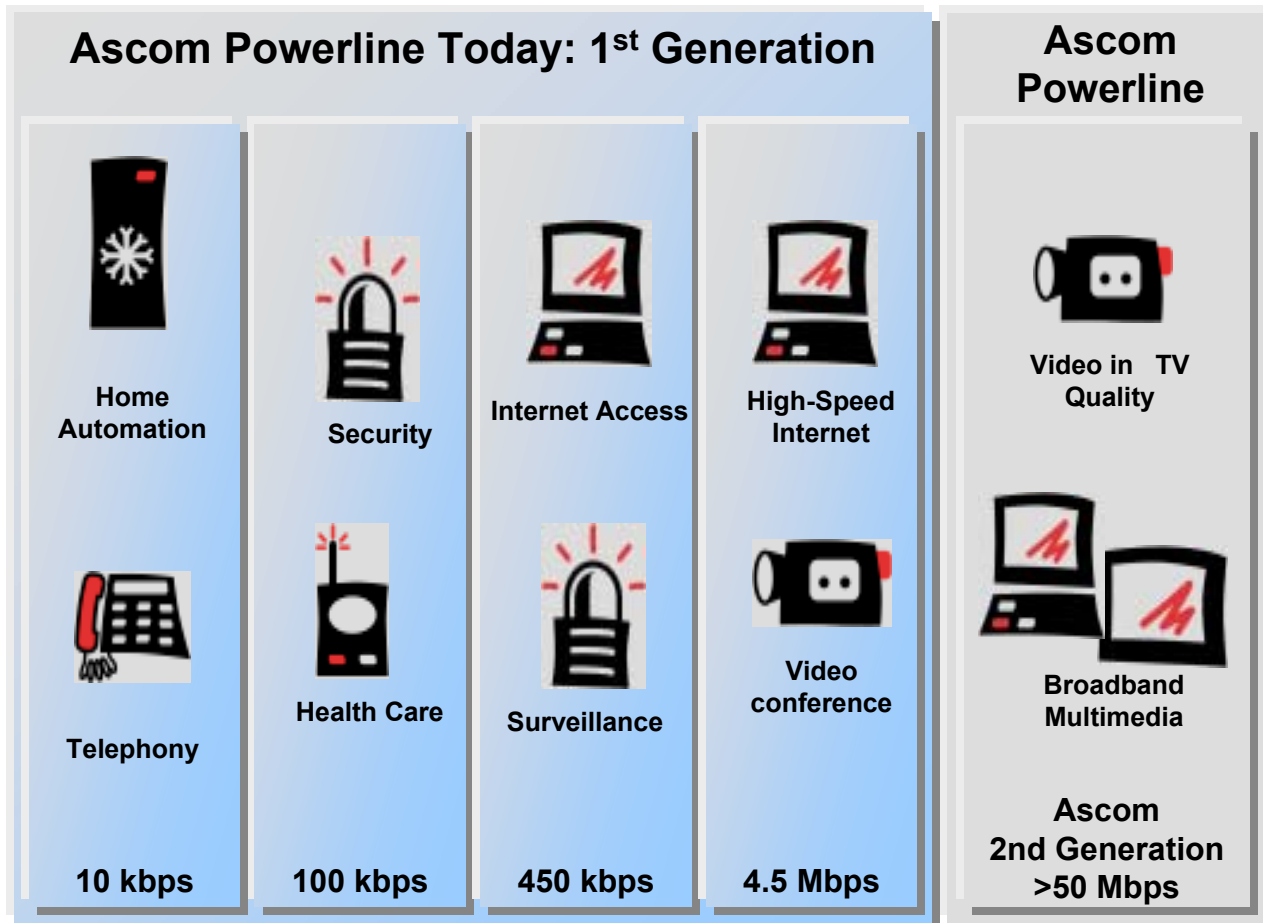 Ascom Powerline Today: 1st Generation
Home
Automation
Telephony
10 kbps
Security
Health Care
100 kbps
Internet Access
Surveillance
450 kbps
High-Speed
Internet
Video
conference
4.5 Mbps
Ascom
Powerline
Video in TV
Quality
Broadband
Multimedia
Ascom
2nd Generation
>50 Mbps